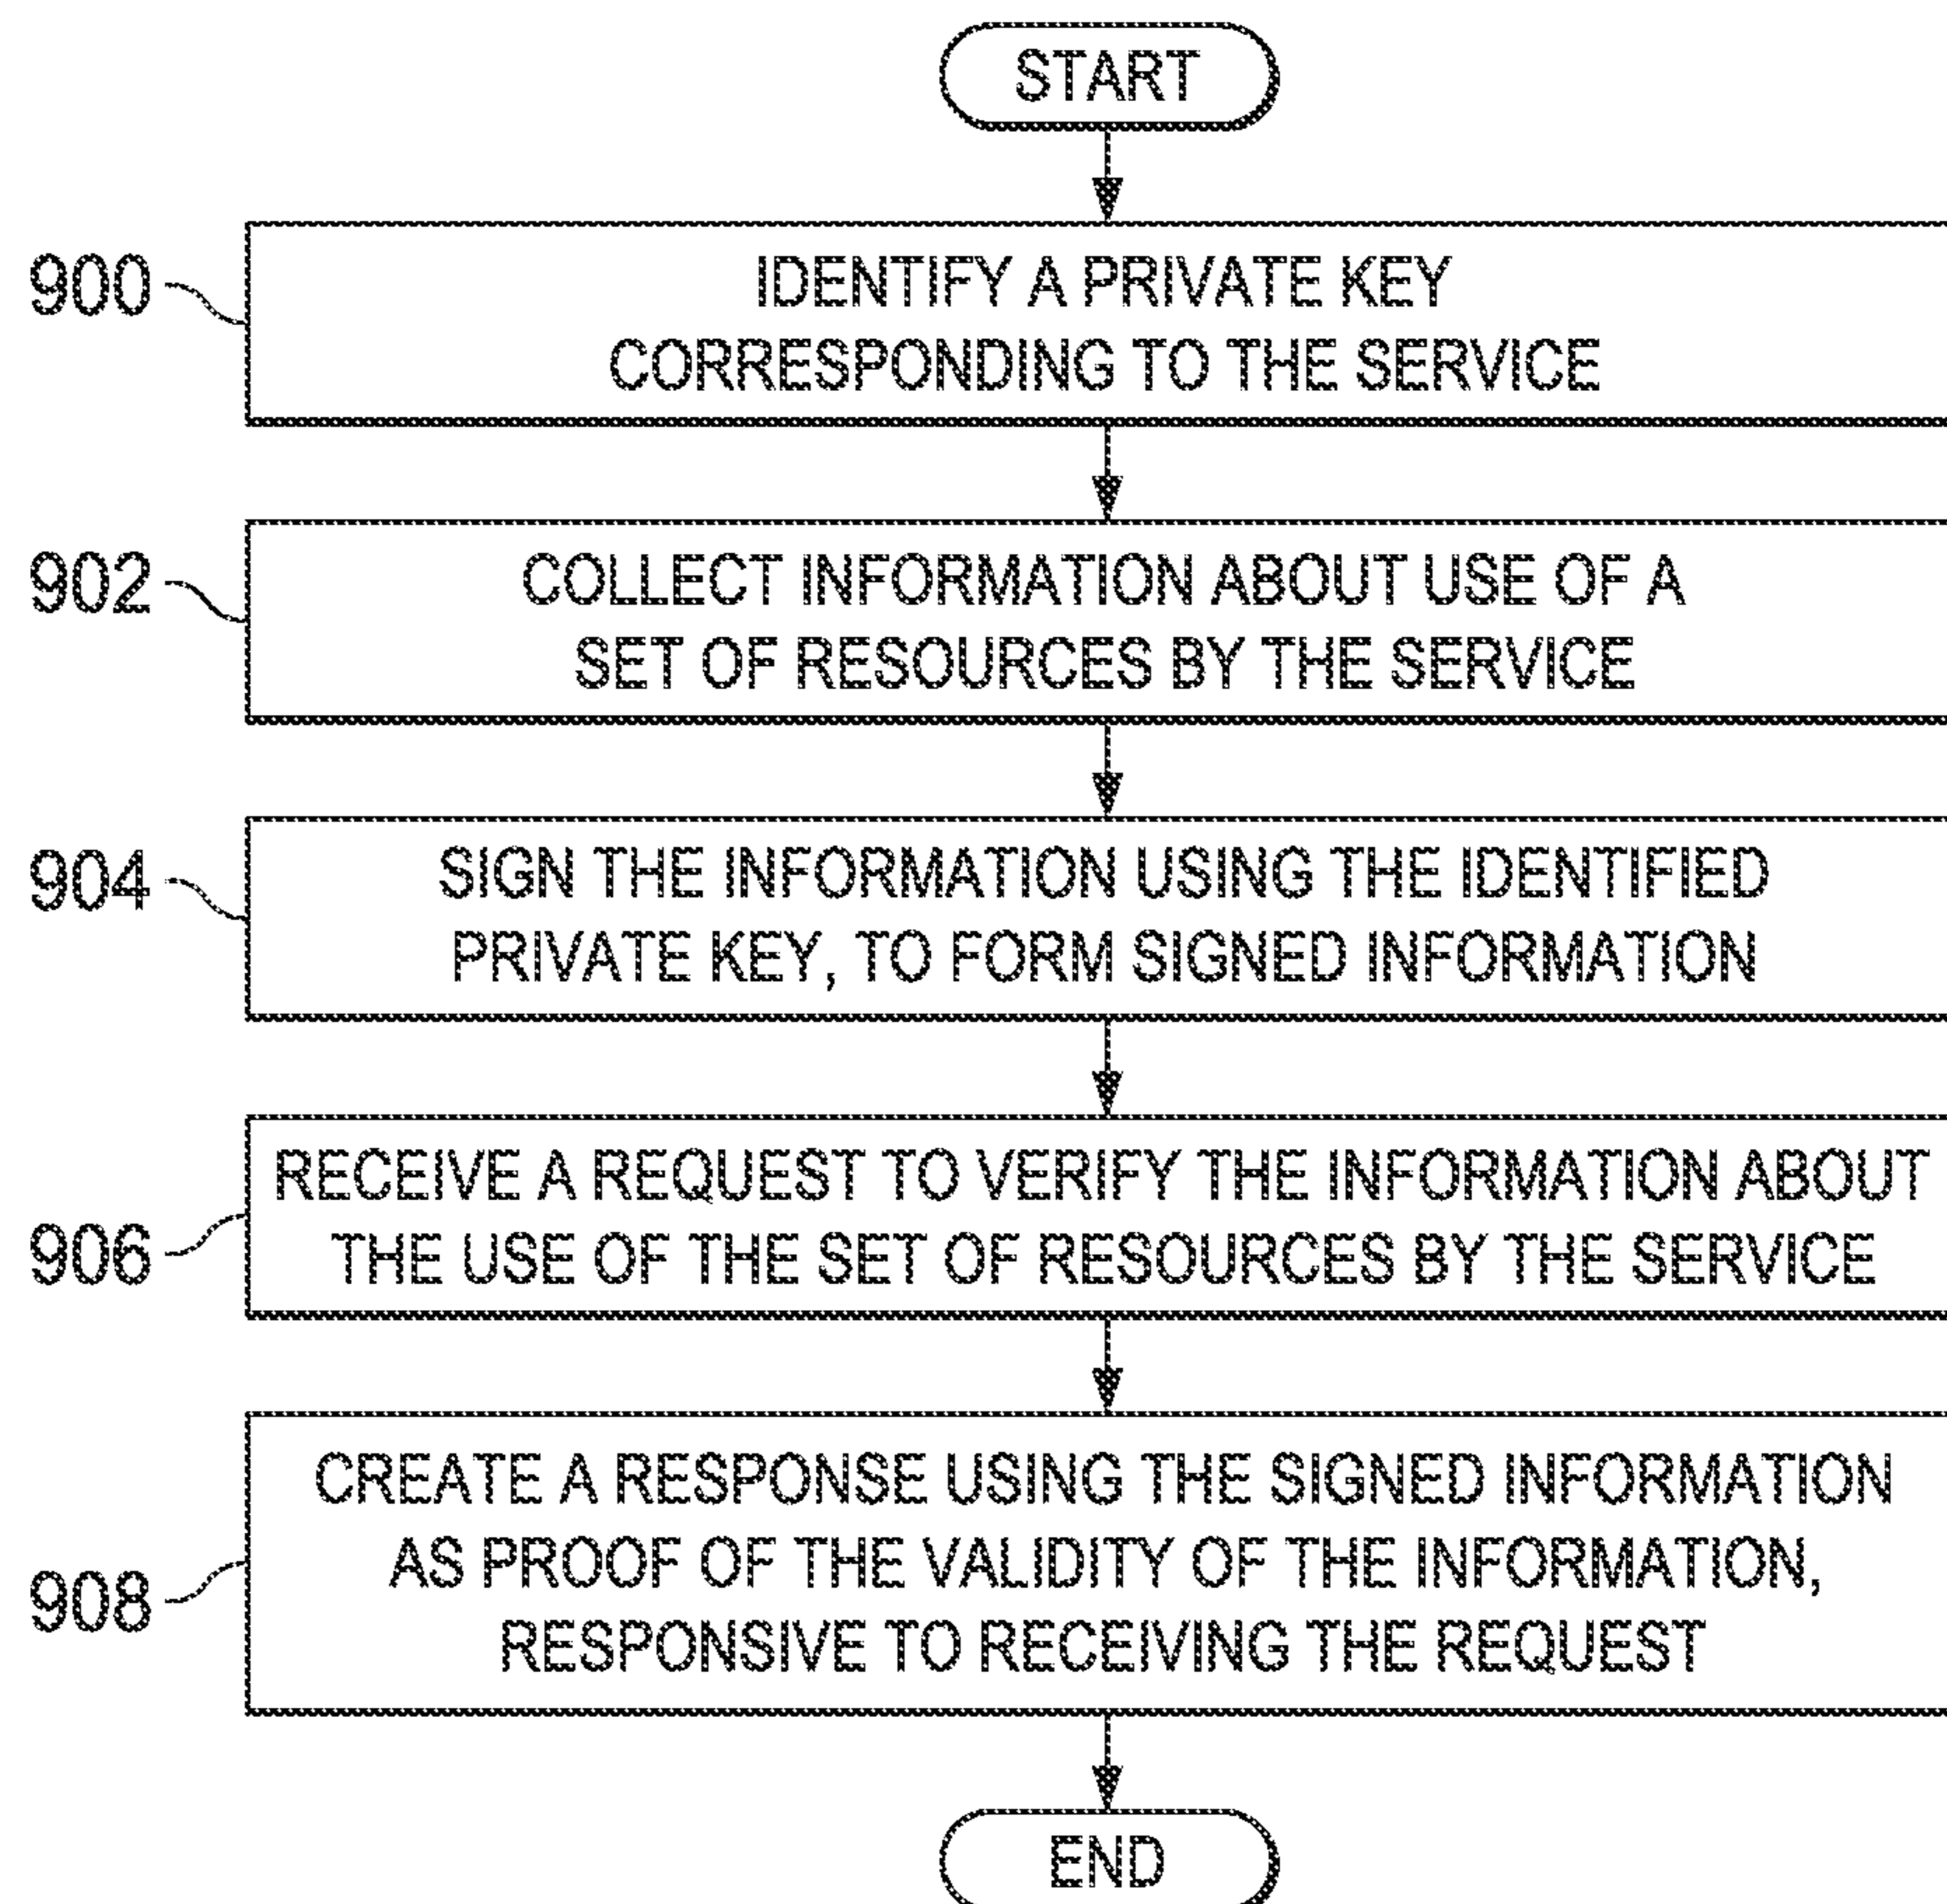 START
900
IDENTIFY A PRIVATE KEY
CORRESPONDING TO THE SERVICE
902
COLLECT INFORMATION ABOUT USE OF A
SET OF RESOURCES BY THE SERVICE
904
SIGN THE INFORMATION USING THE IDENTIFIED
PRIVATE KEY, TO FORM SIGNED INFORMATION
906
RECEIVE A REQUEST TO VERIFY THE INFORMATION ABOUT
THE USE OF THE SET OF RESOURCES BY THE SERVICE
908
CREATE A RESPONSE USING THE SIGNED INFORMATION
AS PROOF OF THE VALIDITY OF THE INFORMATION,
RESPONSIVE TO RECEIVING THE REQUEST
END